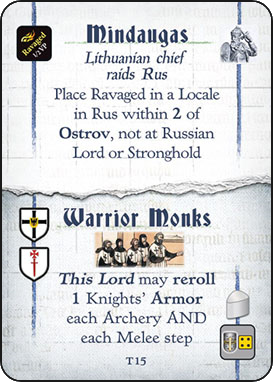 Mindaugas
Ravaged
1/2VP
Lithuanian chief
raids Rus
Place Ravaged in a Locale
in Rus within 2 of
Ostrov, not at Russian
Lord or Stronghold
Warrior Monks
This Lord may reroll
1 Knights' Armor
each Archery AND
each Melee step
T15